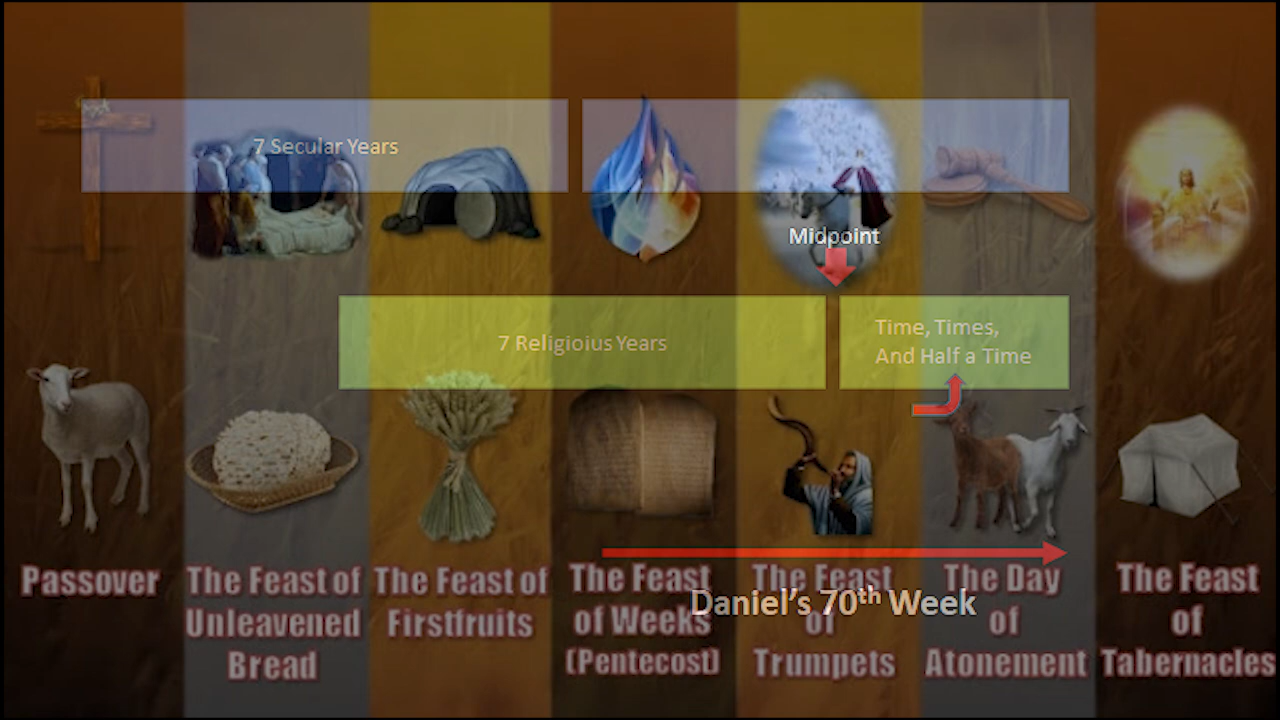 7 Secular Years
Midpoint
7 Religioius Years
Time, Times,
And Half a Time
Daniel's 70th Week
Passover
The Feast of
Unleavened
Bread
The Feast of
Firstfruits
The Feast
of Weeks
(Pentecost)
The Feast
of
Trumpets
The Day
of
Atonement
The Feast
of
Tabernacles